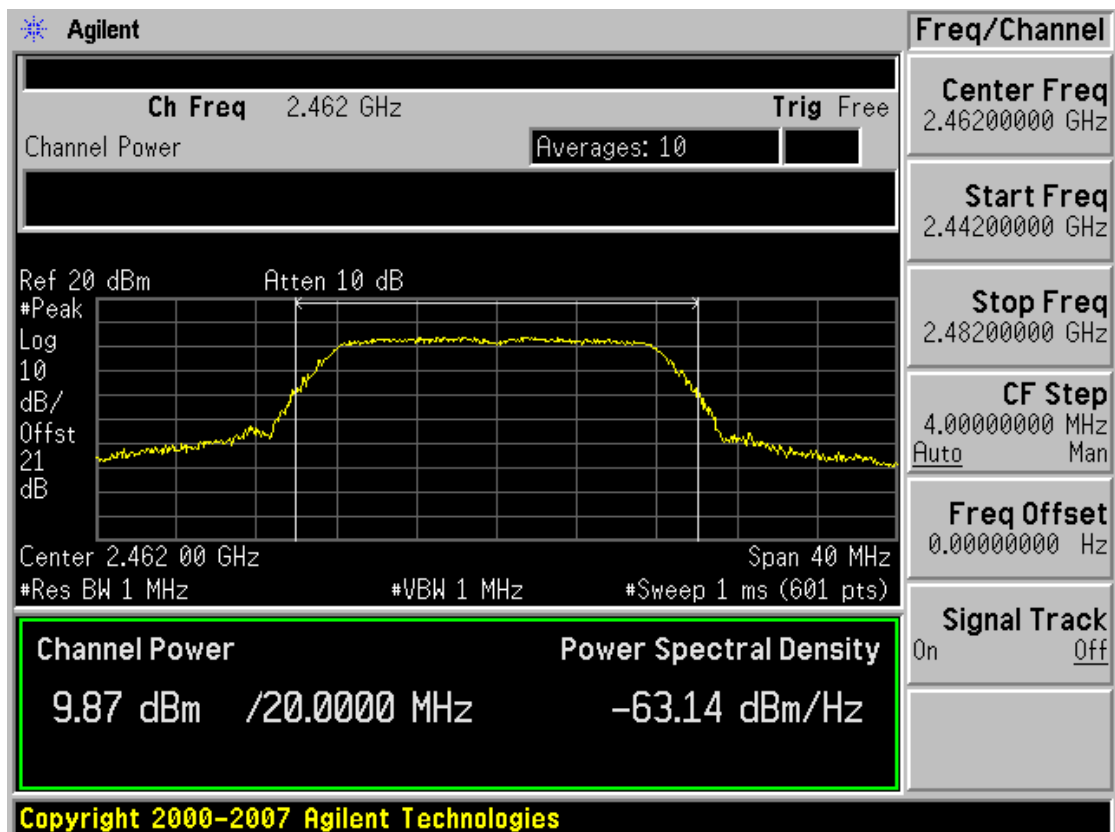 Agilent
Freq/Channel
Ch Freq 2.462 GHz Trig Free
Channel Power Averages: 10
Ref 20 dBm Atten 10 dB
#Peak
Log
10
dB/
Offst
21
dB
Center 2.462 00 GHz Span 40 MHz
#Res BW 1 MHz #VBW 1 MHz #Sweep 1 ms (601 pts)
Channel Power Power Spectral Density
9.87 dBm /20.0000 MHz -63.14 dBm/Hz
Center Freq
2.46200000 GHz
Start Freq
2.44200000 GHz
Stop Freq
2.48200000 GHz
CF Step
4.00000000 MHz
Auto Man
Freq Offset
0.00000000 Hz
Signal Track
On Off
Copyright 2000-2007 Agilent Technologies